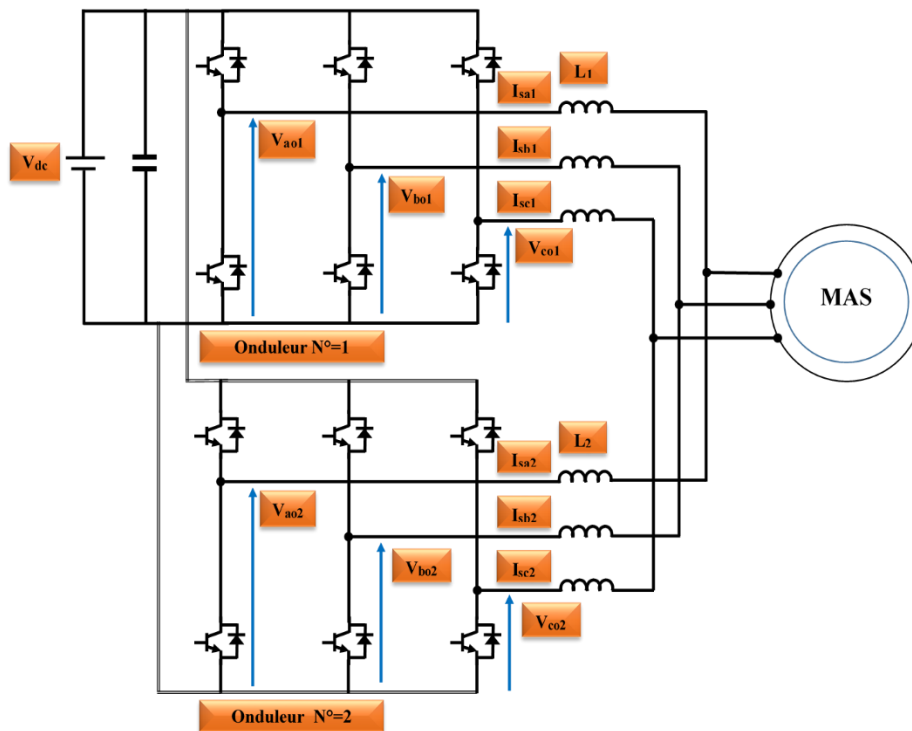 L1
Isa1
Vao1
Vdc
Isb1
Vbo1
Isc1
Vco1
MAS
Onduleur N°=1
L2
Isa2
Vao2
Isb2
Vbo2
Isc2
Vco2
Onduleur N°=2